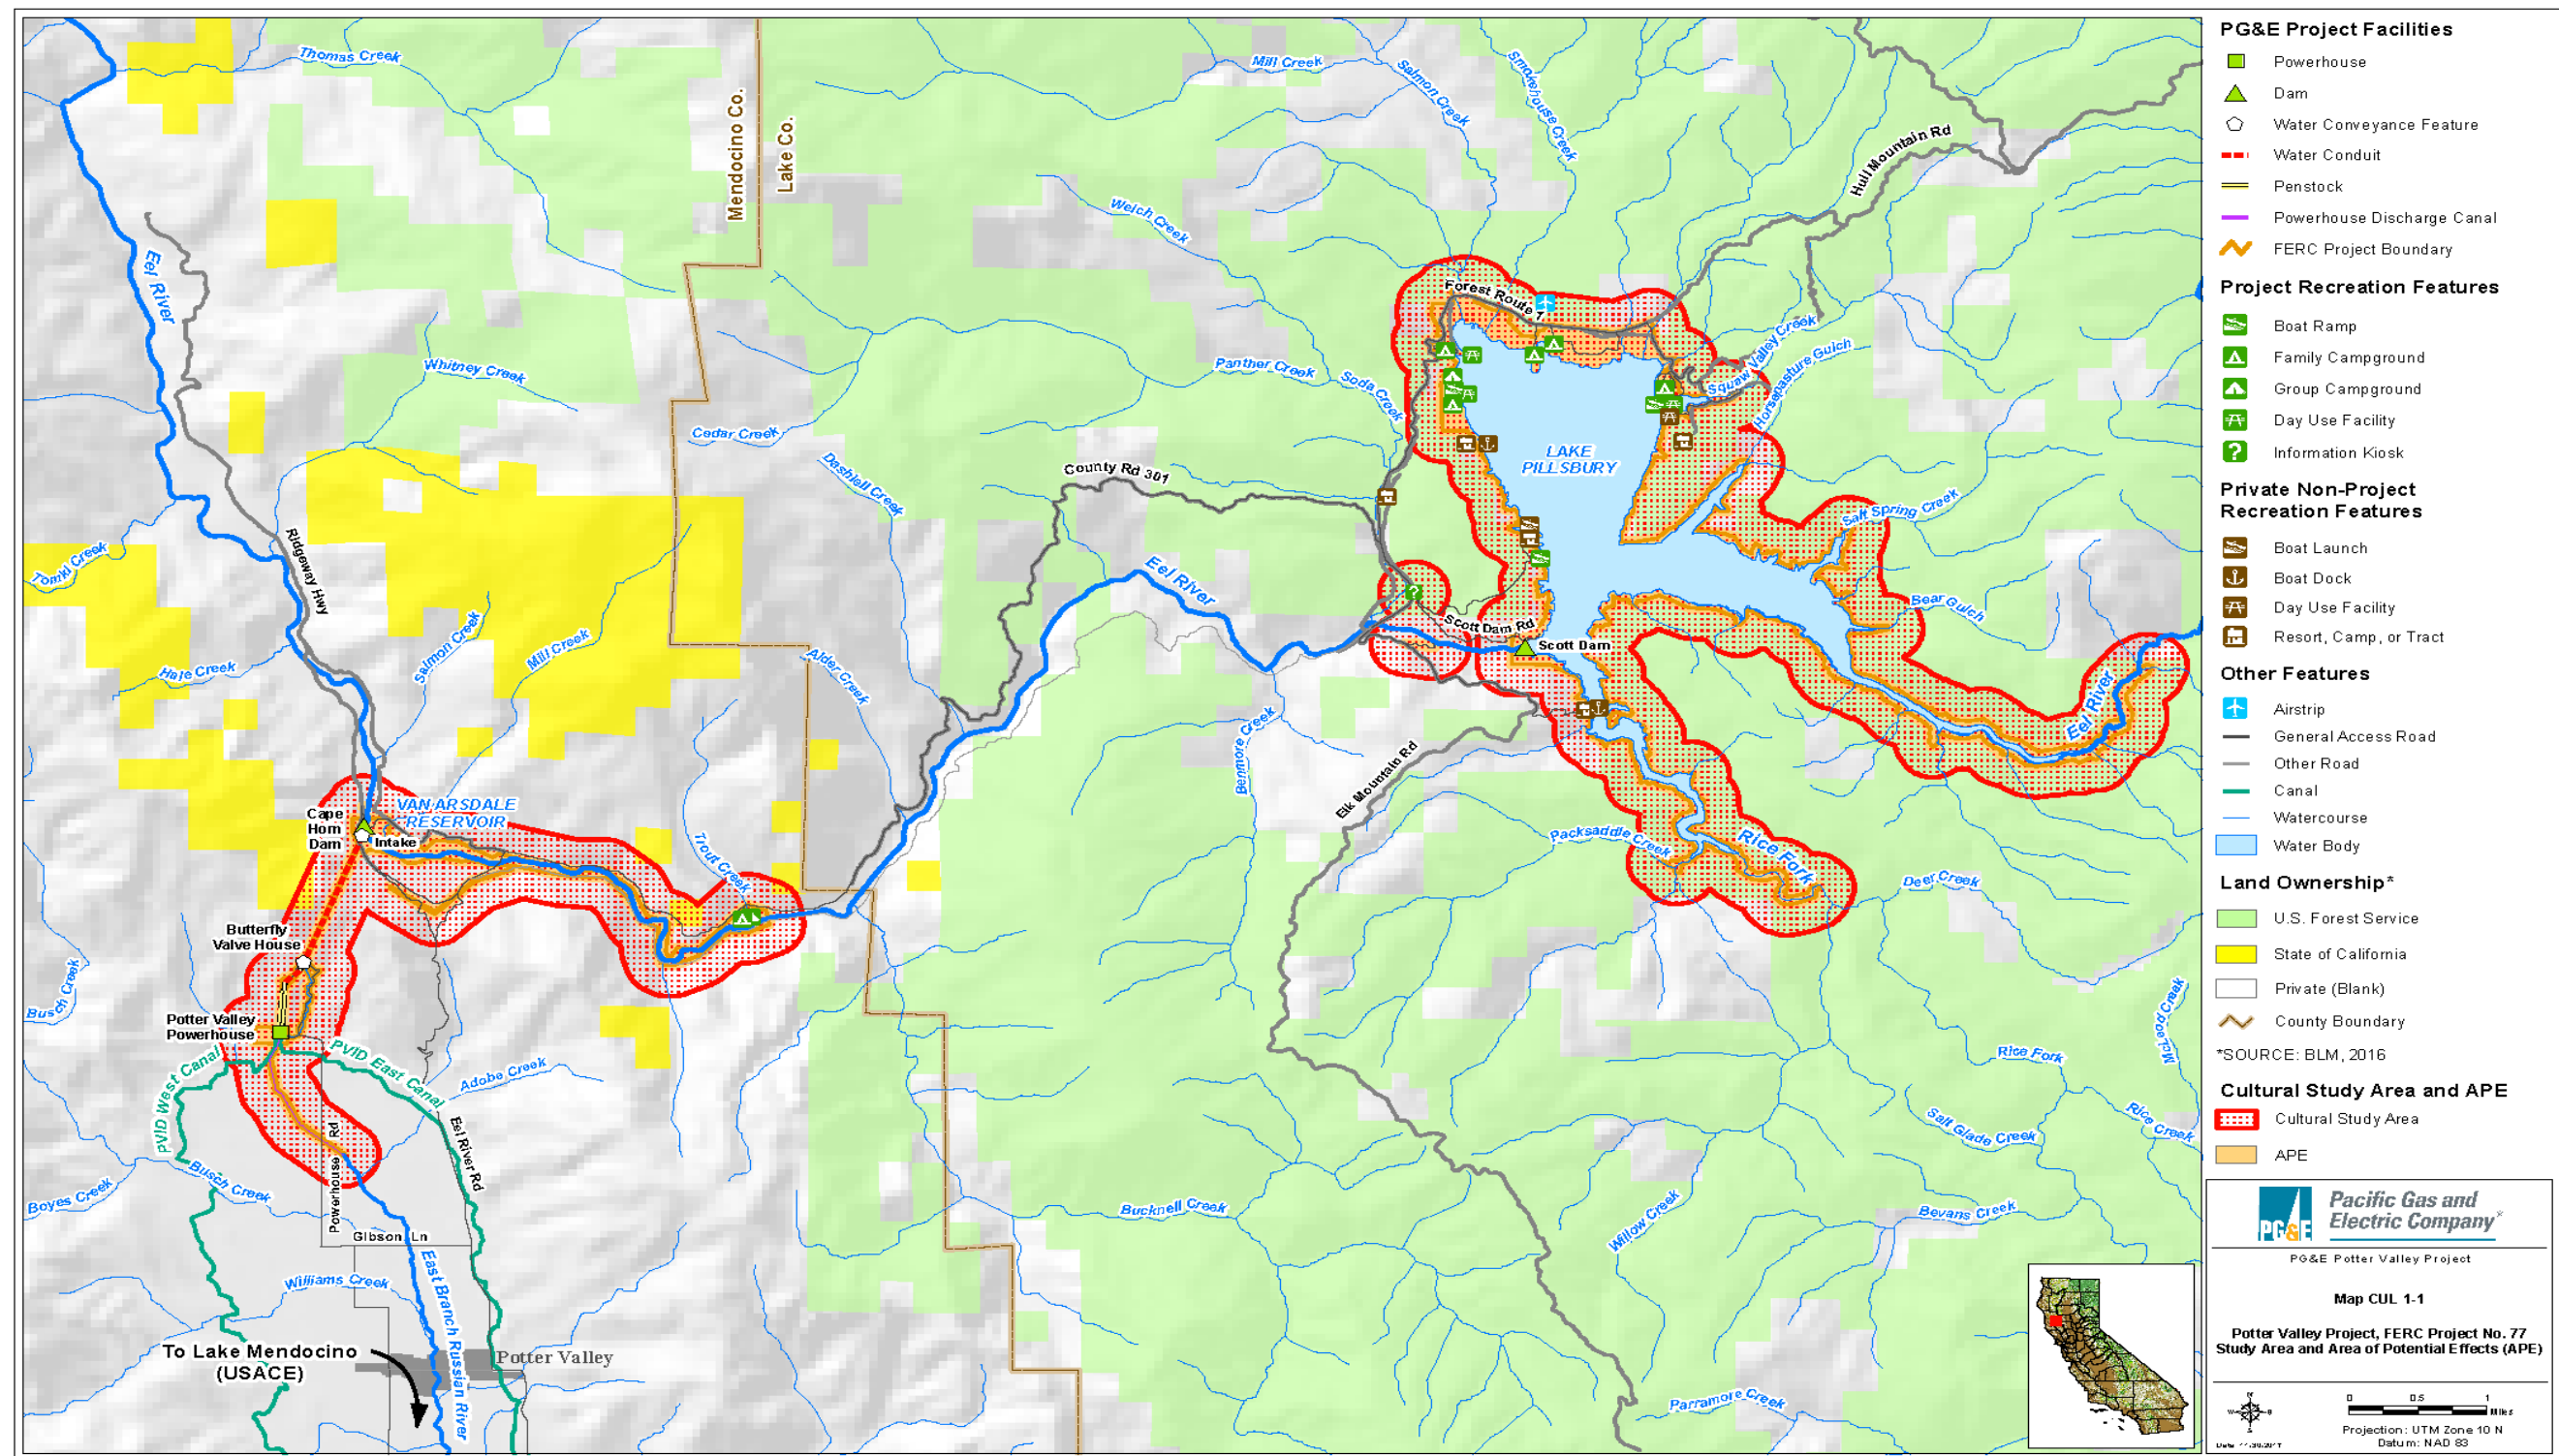 Thomas Creek
Mill Creek
Salmon Creek
Smokehouse Creek
Mendocino Co.
Lake Co.
Hull Mountain Rd
Welch Creek
Eel River
Forest Route 7
Whitney Creek
Panther Creek
Soda Creek
Squaw Valley Creek
Horsepasture Gulch
Cedar Creek
Dashiell Creek
County Rd 301
LAKE
PILLSBURY
Salt Spring Creek
Ridgeway Hwy
Tomki Creek
Eel River
Bear Gulch
Scott Dam Rd
Scott Dam
Hale Creek
Salmon Creek
Mill Creek
Alder Creek
Benmore Creek
Eel River
Elk Mountain Rd
Cape
Horn
Dam
VAN ARSDALE
RESERVOIR
Intake
Trout Creek
Packsaddle Creek
Rice Fork
Deer Creek
Butterfly
Valve House
Busch Creek
Potter Valley
Powerhouse
PVID West Canal
PVID East Canal
Adobe Creek
Eel River Rd
McLeod Creek
Rice Fork
Rice Creek
Salt Glade Creek
Boyes Creek
Busch Creek
Powerhouse Rd
Bucknell Creek
Willow Creek
Bevans Creek
Gibson Ln
Williams Creek
East Branch Russian River
To Lake Mendocino
(USACE)
Potter Valley
Parramore Creek
PG&E Project Facilities
Powerhouse
Dam
Water Conveyance Feature
Water Conduit
Penstock
Powerhouse Discharge Canal
FERC Project Boundary
Project Recreation Features
Boat Ramp
Family Campground
Group Campground
Day Use Facility
? Information Kiosk
Private Non-Project
Recreation Features
Boat Launch
Boat Dock
Day Use Facility
Resort, Camp, or Tract
Other Features
Airstrip
General Access Road
Other Road
Canal
Watercourse
Water Body
Land Ownership*
U.S. Forest Service
State of California
Private (Blank)
County Boundary
*SOURCE: BLM, 2016
Cultural Study Area and APE
Cultural Study Area
APE
PG&E
Pacific Gas and
Electric Company*
PG&E Potter Valley Project
Map CUL 1-1
Potter Valley Project, FERC Project No. 77
Study Area and Area of Potential Effects (APE)
0 0.5 1
Miles
Projection: UTM Zone 10 N
Datum: NAD 83